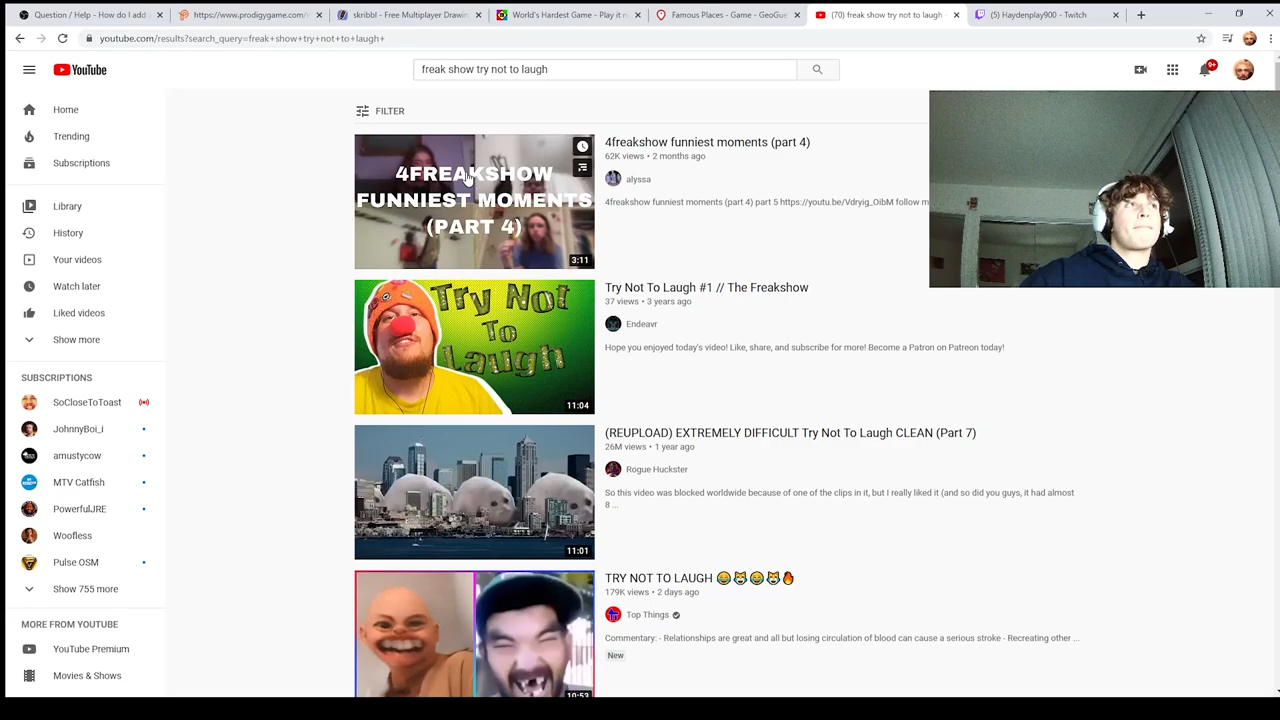 Question / Help - How do I add a
https://www.prodigygame.com/
skribbl - Free Multiplayer Drawin
World's Hardest Game - Play it n
Famous Places - Game - GeoGue
(70) freak show try not to laugh -
(5) Haydenplay900 - Twitch
youtube.com/results?search_query=freak+show+try+not+to+laugh+
YouTube
freak show try not to laugh
9+
Home
Trending
Subscriptions
Library
History
Your videos
Watch later
Liked videos
Show more
SUBSCRIPTIONS
SoCloseToToast
JohnnyBoi_i
amustycow
MTV Catfish
PowerfulJRE
Woofless
Pulse OSM
Show 755 more
MORE FROM YOUTUBE
YouTube Premium
Movies & Shows
FILTER
4FREAKSHOW
FUNNIEST MOMENTS
(PART 4)
3:11
4freakshow funniest moments (part 4)
62K views • 2 months ago
alyssa
4freakshow funniest moments (part 4) part 5 https://youtu.be/Vdryig_OibM follow m
Try Not
To
Laugh
11:04
Try Not To Laugh #1 // The Freakshow
37 views • 3 years ago
Endeavr
Hope you enjoyed today's video! Like, share, and subscribe for more! Become a Patron on Patreon today!
11:01
(REUPLOAD) EXTREMELY DIFFICULT Try Not To Laugh CLEAN (Part 7)
26M views • 1 year ago
Rogue Huckster
So this video was blocked worldwide because of one of the clips in it, but I really liked it (and so did you guys, it had almost
8 ...
10:53
TRY NOT TO LAUGH 😂😹😂😹🔥
179K views • 2 days ago
Top Things
Commentary: - Relationships are great and all but losing circulation of blood can cause a serious stroke - Recreating other ...
New